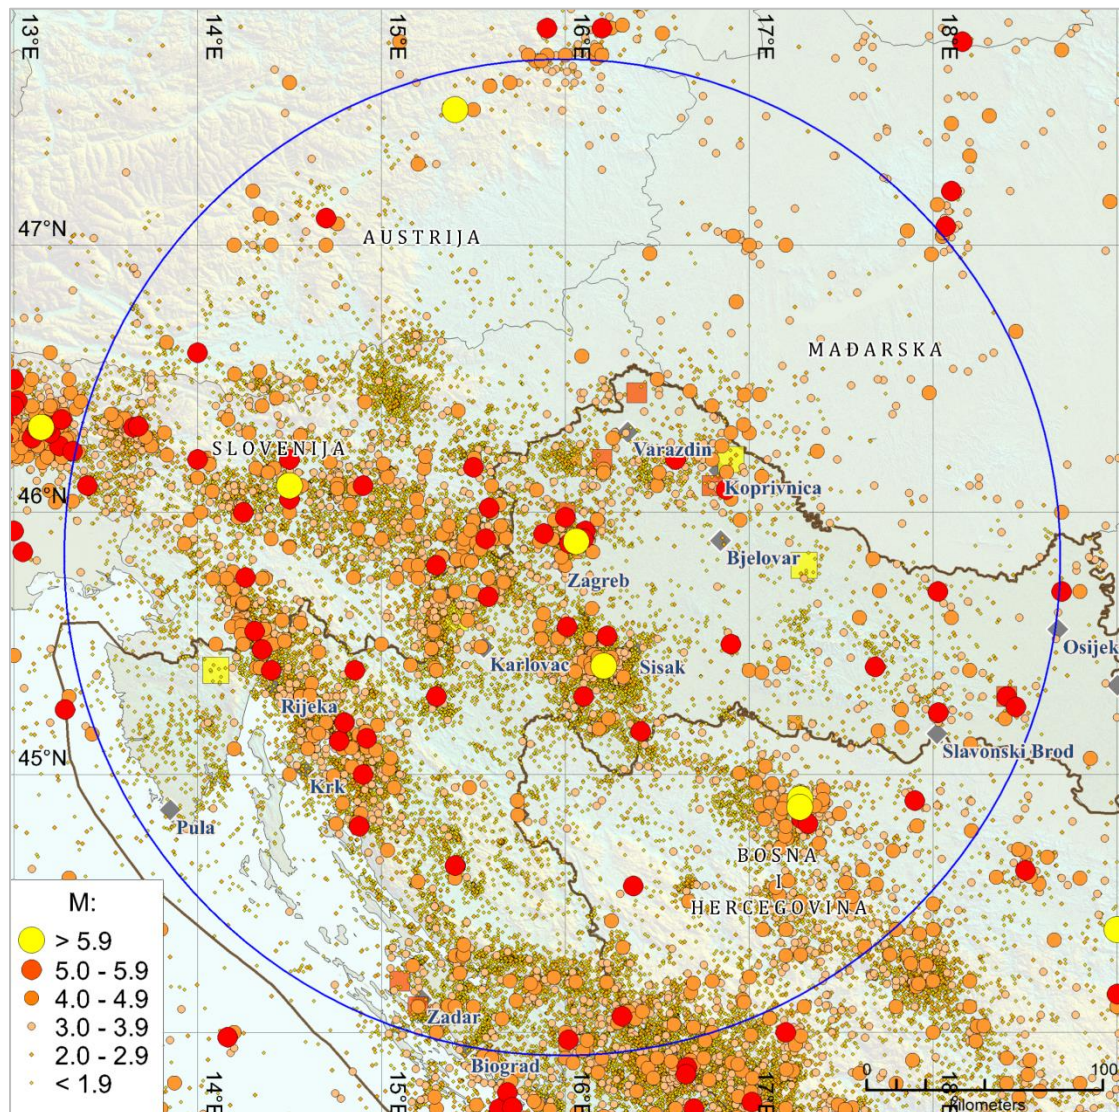 13°E
14°E
15°E
16°E
17°E
18°E
47°N
AUSTRIJA
MAĐARSKA
SLOVENIJA
Varazdin
46°N
Koprivnica
Bjelovar
Zagreb
Osijek
Karlovac
Sisak
Rijeka
Slavonski Brod
45°N
Krk
Pula
BOSNA
I
HERCEGOVINA
M:
> 5.9
5.0 - 5.9
4.0 - 4.9
3.0 - 3.9
2.0 - 2.9
< 1.9
Zadar
Biograd
14°E
15°E
16°E
17°E
18°E
0
100
Kilometers